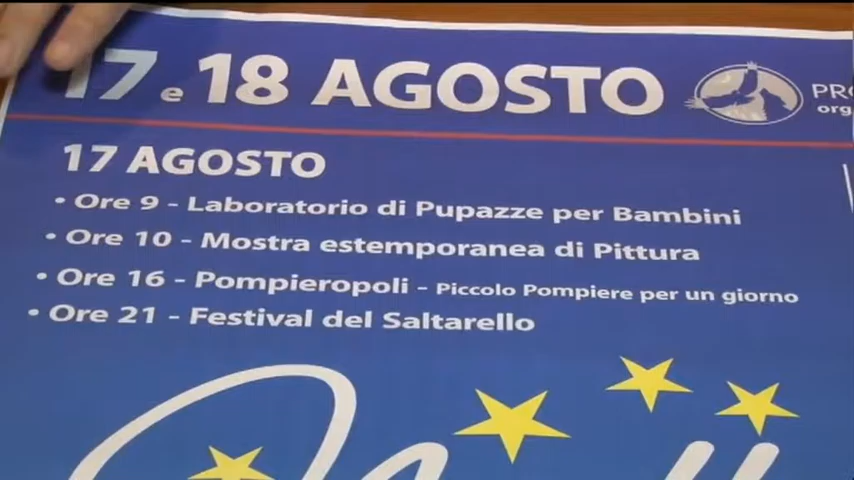 17 e 18 AGOSTO
17 AGOSTO
• Ore 9 - Laboratorio di Pupazze per Bambini
• Ore 10 - Mostra estemporanea di Pittura
• Ore 16 - Pompieropoli - Piccolo Pompiere per un giorno
• Ore 21 - Festival del Saltarello